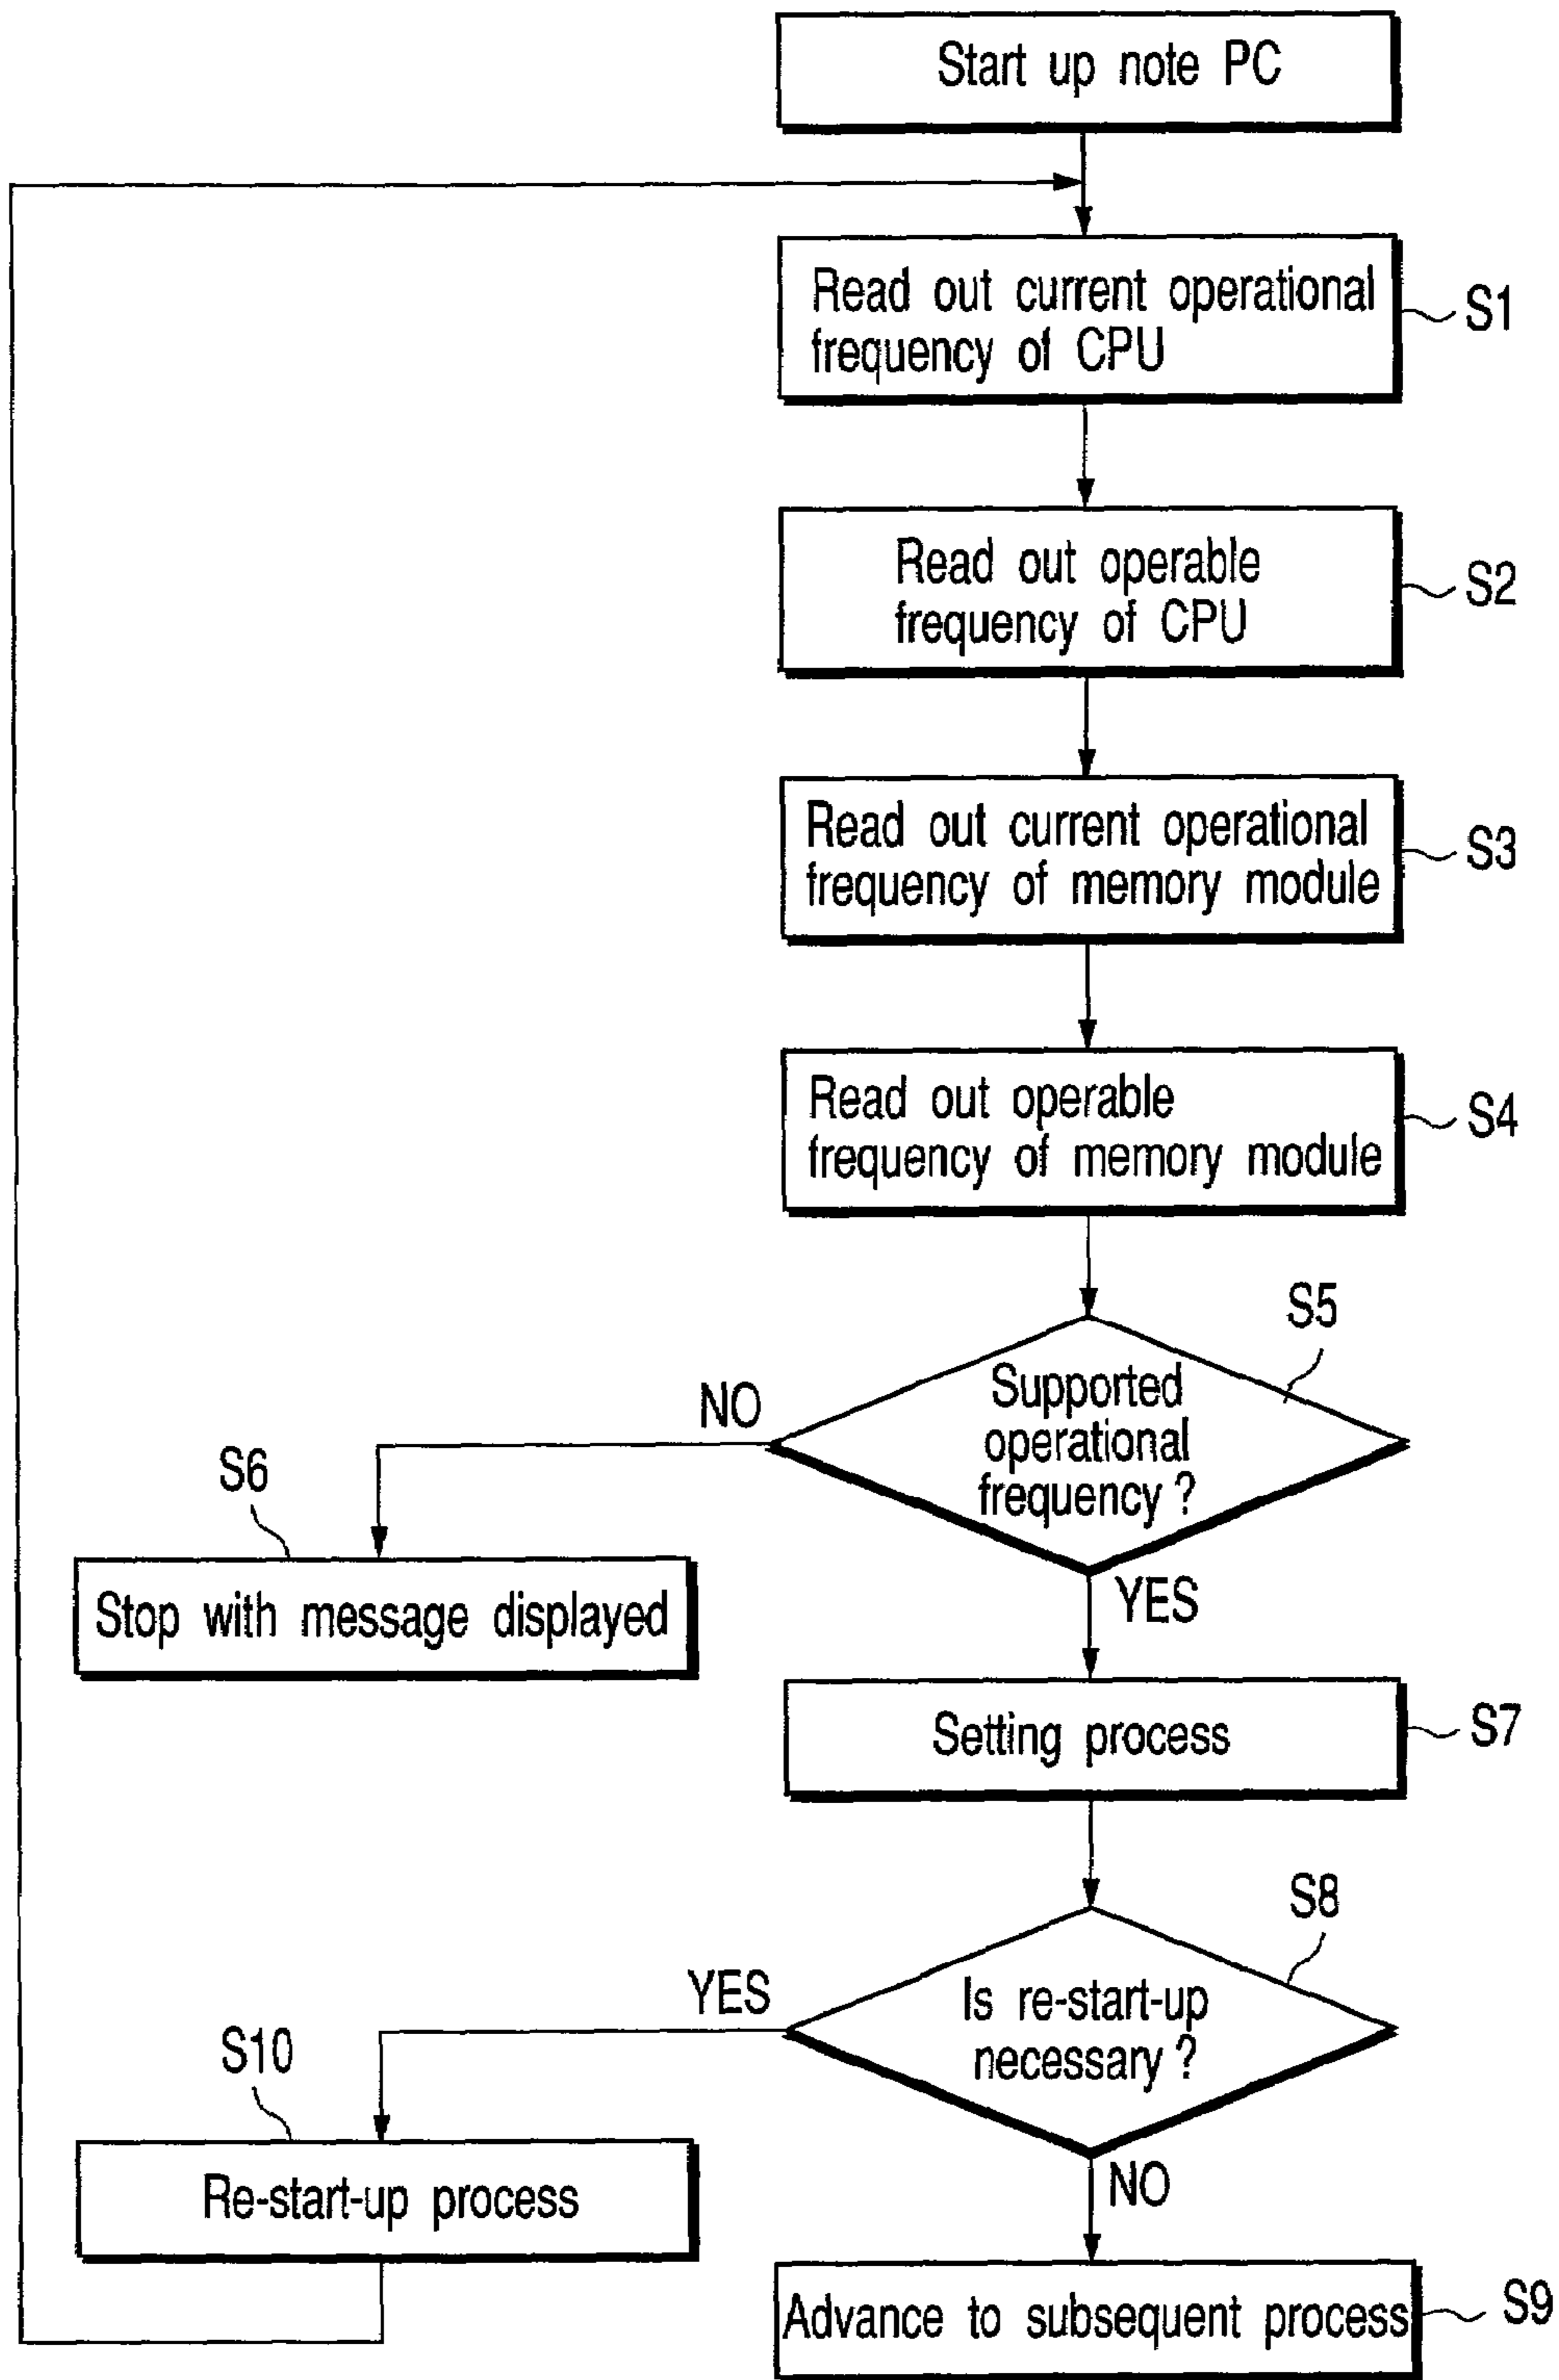 Start up note PC
Read out current operational
frequency of CPU
S1
Read out operable
frequency of CPU
S2
Read out current operational
frequency of memory module
S3
Read out operable
frequency of memory module
S4
S5
Supported
operational
frequency ?
NO
S6
Stop with message displayed
YES
Setting process
S7
S8
Is re-start-up
necessary ?
YES
S10
Re-start-up process
NO
Advance to subsequent process
S9